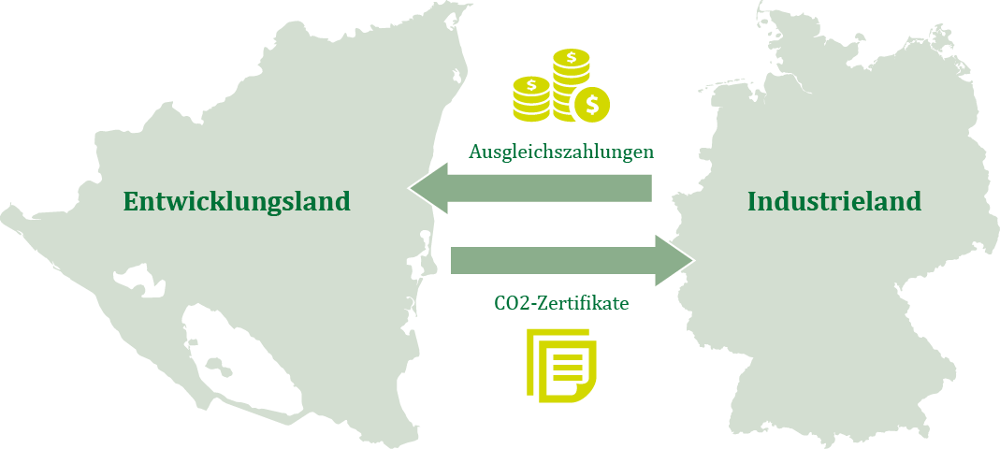 Ausgleichszahlungen
Entwicklungsland
Industrieland
CO2-Zertifikate